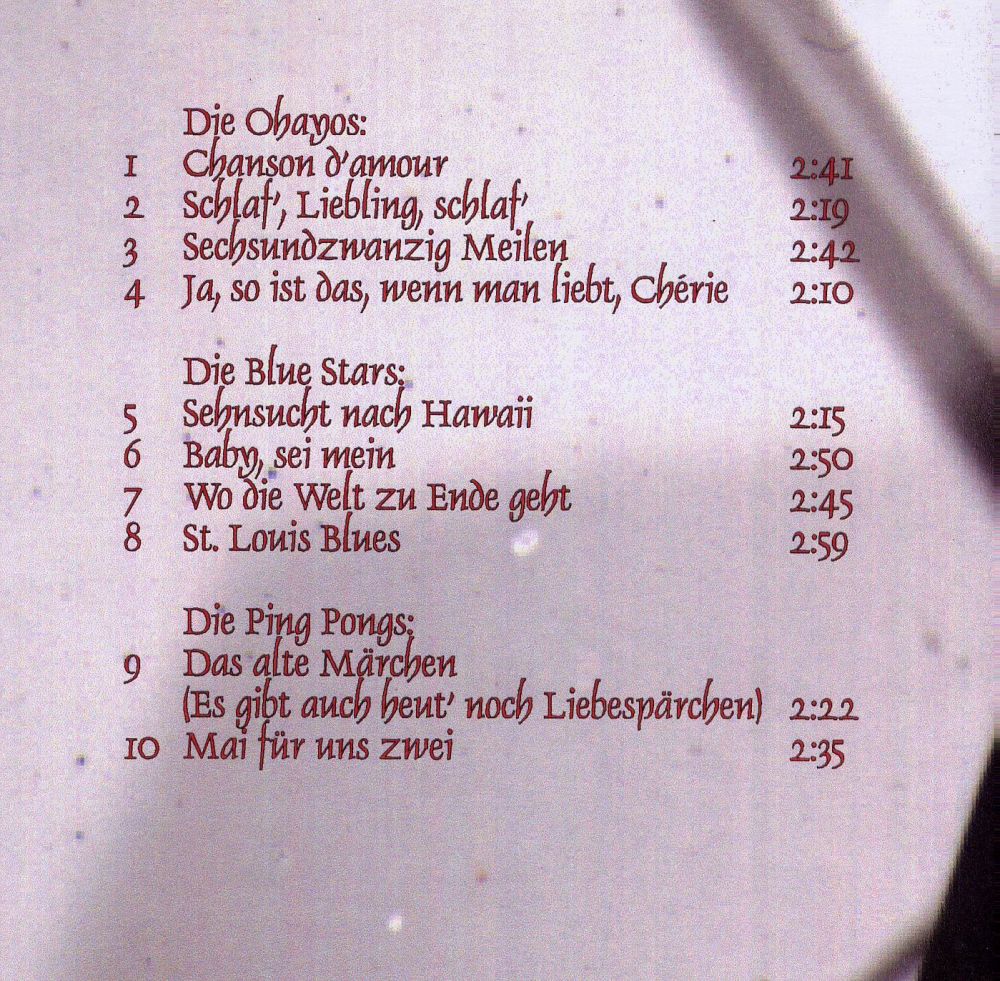 Die Ohayos:
1 Chanson d'amour 2:41
2 Schlaf', Liebling, schlaf' 2:19
3 Sechsundzwanzig Meilen 2:42
4 Ja, so ist das, wenn man liebt, Chérie 2:10
Die Blue Stars:
5 Sehnsucht nach Hawaii 2:15
6 Baby, sei mein 2:50
7 Wo die Welt zu Ende geht 2:45
8 St. Louis Blues 2:59
Die Ping Pongs:
9 Das alte Märchen
(Es gibt auch heut' noch Liebespärchen) 2:22
10 Mai für uns zwei 2:35